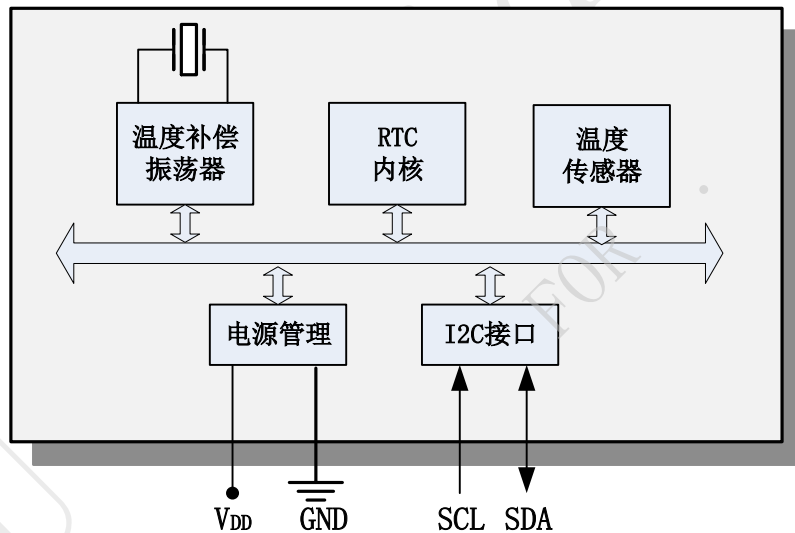 温度补偿
振荡器
RTC
内核
温度
传感器
电源管理
I2C接口
FOR
VDD
GND
SCL
SDA